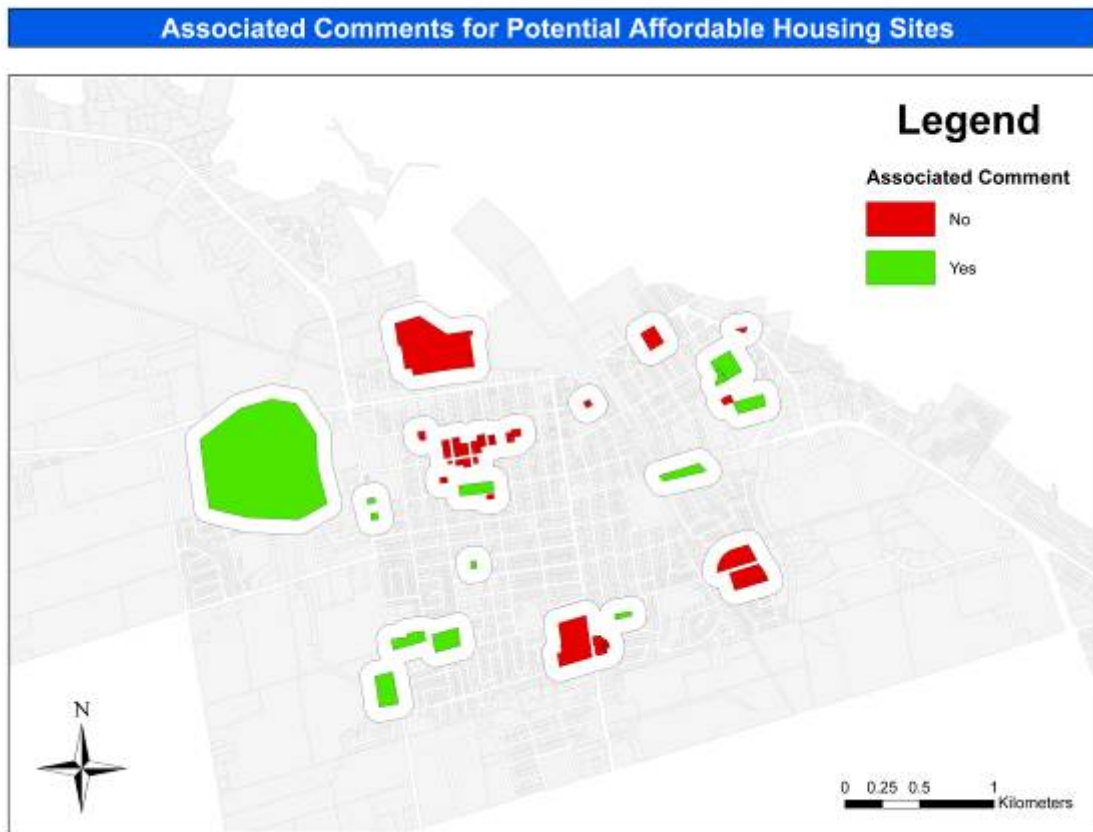 Associated Comments for Potential Affordable Housing Sites
Legend
Associated Comment
No
Yes
N
0 0.25 0.5 1
Kilometers